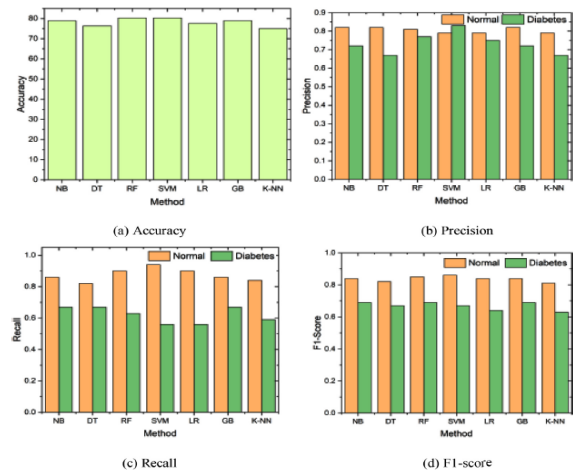 80
70
60
50
40
30
20
10
0
Accuracy
NB DT RF SVM LR GB K-NN
Method
(a) Accuracy
Normal Diabetes
0.9
0.8
0.7
0.6
0.5
0.4
0.3
0.2
0.1
0.0
Precision
NB DT RF SVM LR GB K-NN
Method
(b) Precision
Normal Diabetes
1.0
0.8
0.6
0.4
0.2
0.0
Recall
NB DT RF SVM LR GB K-NN
Method
(c) Recall
Normal Diabetes
1.0
0.8
0.6
0.4
0.2
0.0
F1-Score
NB DT RF SVM LR GB K-NN
Method
(d) F1-score